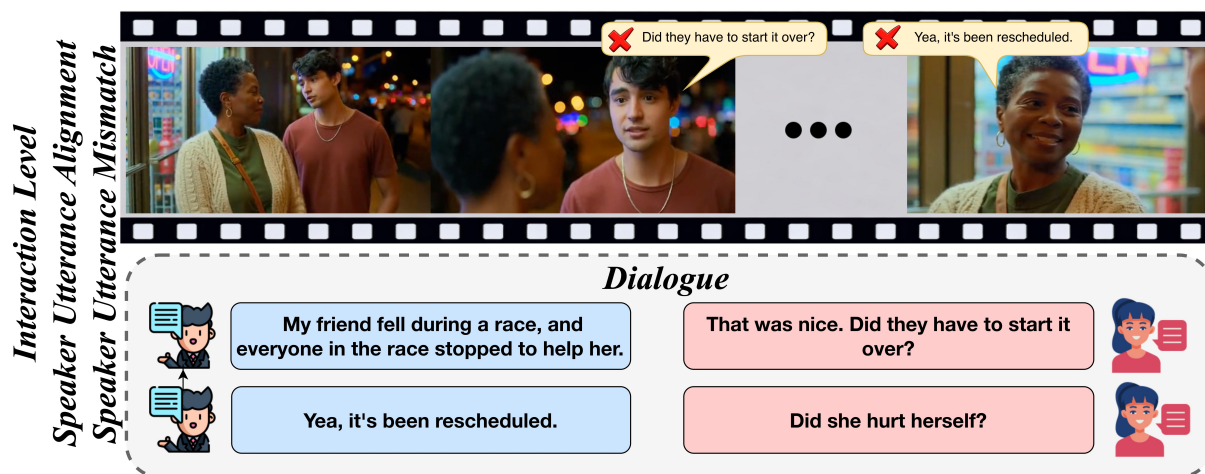 Interaction Level
Speaker Utterance Alignment
Speaker Utterance Mismatch
Did they have to start it over?
Yea, it's been rescheduled.
OPEN
EN
Dialogue
My friend fell during a race, and
everyone in the race stopped to help her.
That was nice. Did they have to start it
over?
Yea, it's been rescheduled.
Did she hurt herself?